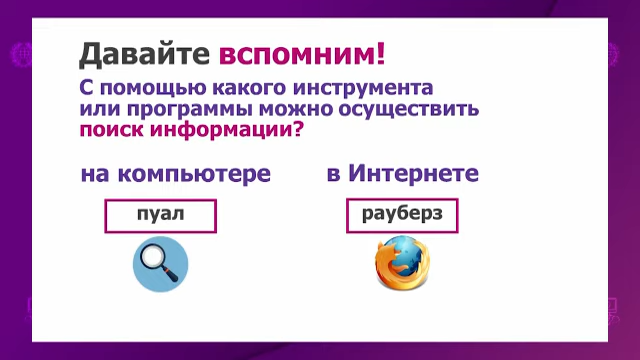 Давайте вспомним!
С помощью какого инструмента
или программы можно осуществить
поиск информации?
на компьютере
в Интернете
пуал
рауберз